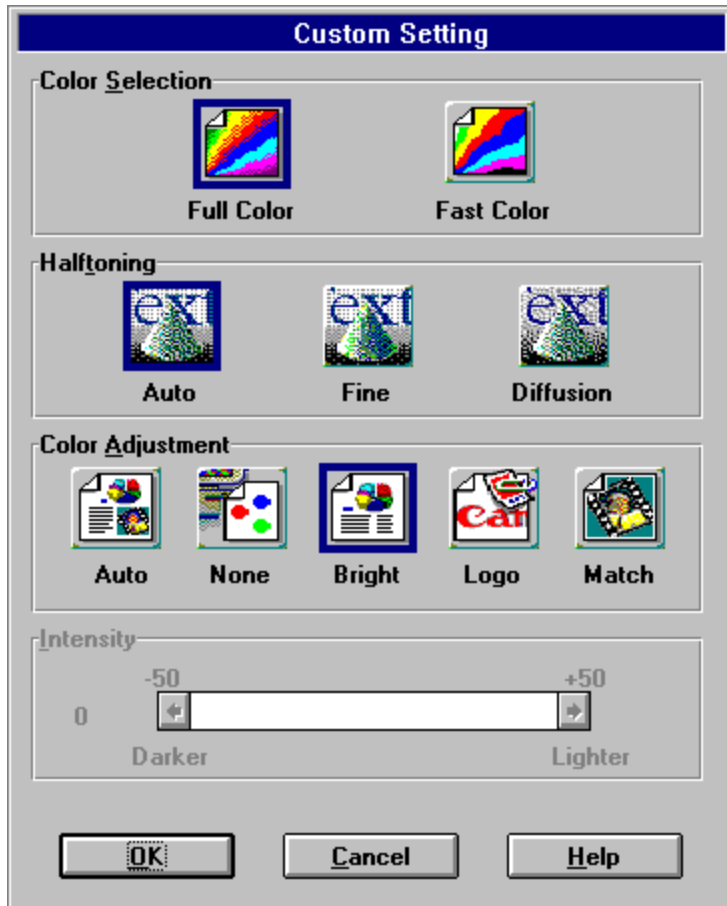 Custom Setting
Color Selection
Full Color Fast Color
Halftoning
ext ext ext
Auto Fine Diffusion
Color Adjustment
Can
Auto None Bright Logo Match
Intensity
-50 +50
0
Darker Lighter
OK Cancel Help